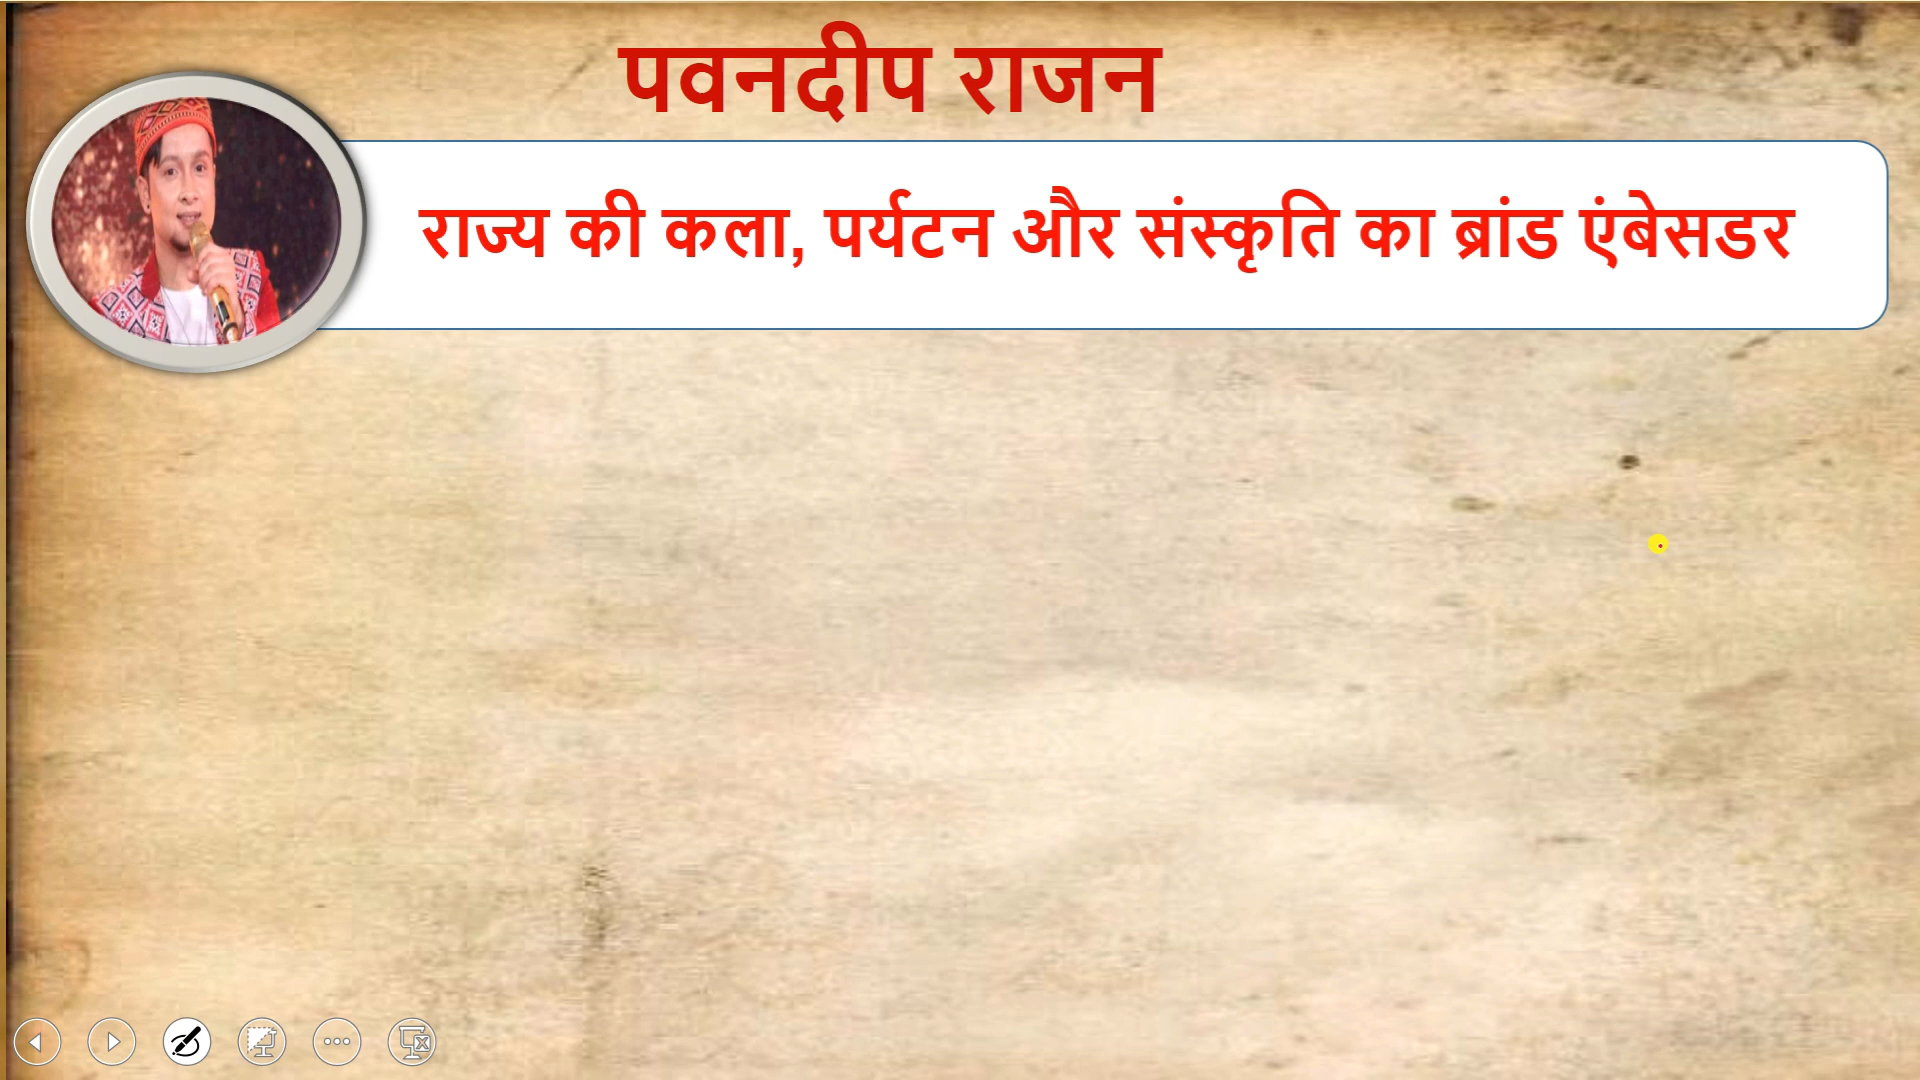 पवनदीप राजन
राज्य की कला, पर्यटन और संस्कृति का ब्रांड एंबेसडर